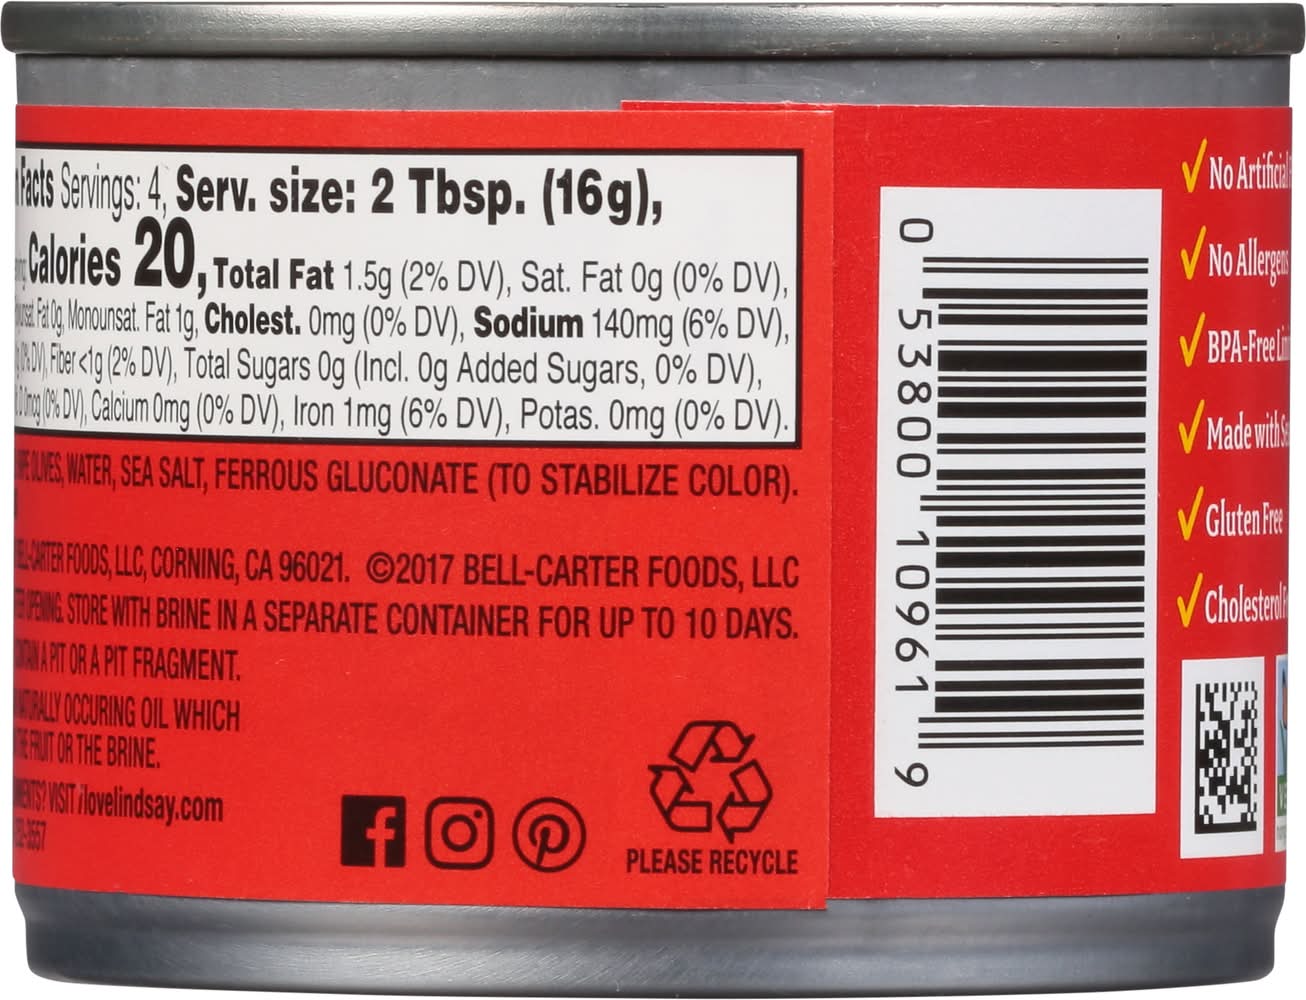 Facts Servings: 4, Serv. size: 2 Tbsp. (16g),
Calories 20, Total Fat 1.5g (2% DV), Sat. Fat 0g (0% DV),
Fat 0g, Monounsat. Fat 1g, Cholest. 0mg (0% DV), Sodium 140mg (6% DV),
(0% DV), Fiber <1g (2% DV), Total Sugars 0g (Incl. 0g Added Sugars, 0% DV),
D 0mcg (0% DV), Calcium 0mg (0% DV), Iron 1mg (6% DV), Potas. 0mg (0% DV).
OLIVES, WATER, SEA SALT, FERROUS GLUCONATE (TO STABILIZE COLOR).
BELL-CARTER FOODS, LLC, CORNING, CA 96021. ©2017 BELL-CARTER FOODS, LLC
OPENING. STORE WITH BRINE IN A SEPARATE CONTAINER FOR UP TO 10 DAYS.
A PIT OR A PIT FRAGMENT.
NATURALLY OCCURING OIL WHICH
THE FRUIT OR THE BRINE.
VISIT ilovelindsay.com
PLEASE RECYCLE
0 53800 10961 9
✓ No Artificial
✓ No Allergens
✓ BPA-Free
✓ Made with
✓ Gluten Free
✓ Cholesterol